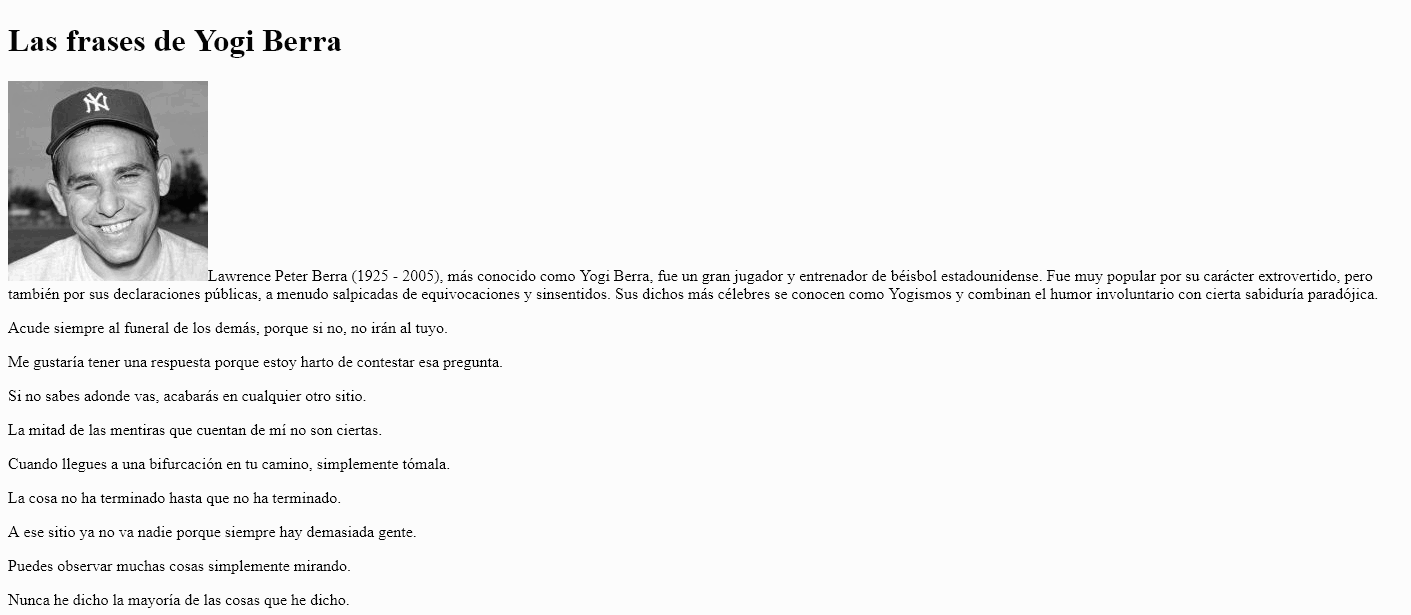 Las frases de Yogi Berra
NY
Lawrence Peter Berra (1925 - 2005), más conocido como Yogi Berra, fue un gran jugador y entrenador de béisbol estadounidense. Fue muy popular por su carácter extrovertido, pero
también por sus declaraciones públicas, a menudo salpicadas de equivocaciones y sinsentidos. Sus dichos más célebres se conocen como Yogismos y combinan el humor involuntario con cierta sabiduría paradójica.
Acude siempre al funeral de los demás, porque si no, no irán al tuyo.
Me gustaría tener una respuesta porque estoy harto de contestar esa pregunta.
Si no sabes adonde vas, acabarás en cualquier otro sitio.
La mitad de las mentiras que cuentan de mí no son ciertas.
Cuando llegues a una bifurcación en tu camino, simplemente tómala.
La cosa no ha terminado hasta que no ha terminado.
A ese sitio ya no va nadie porque siempre hay demasiada gente.
Puedes observar muchas cosas simplemente mirando.
Nunca he dicho la mayoría de las cosas que he dicho.